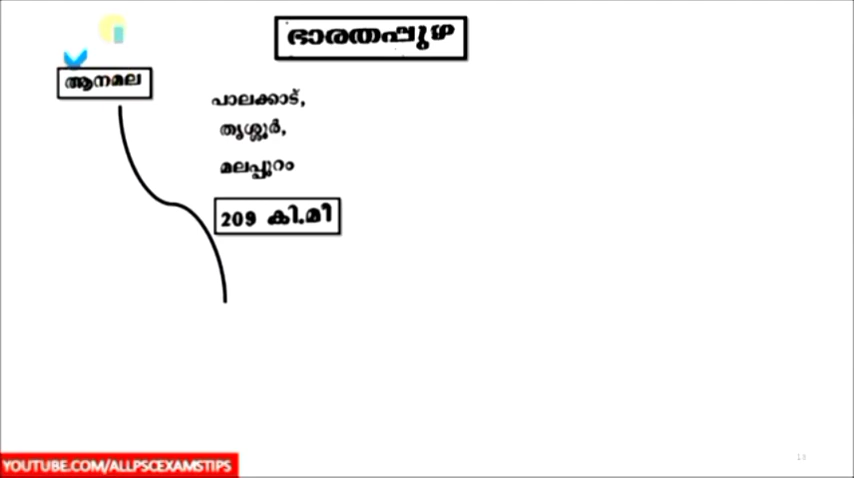 ഭാരതപ്പുഴ
ആനമല
പാലക്കാട്,
തൃശ്ശൂർ,
മലപ്പുറം
209 കി.മീ
YOUTUBE.COM/ALLPSCEXAMSTIPS